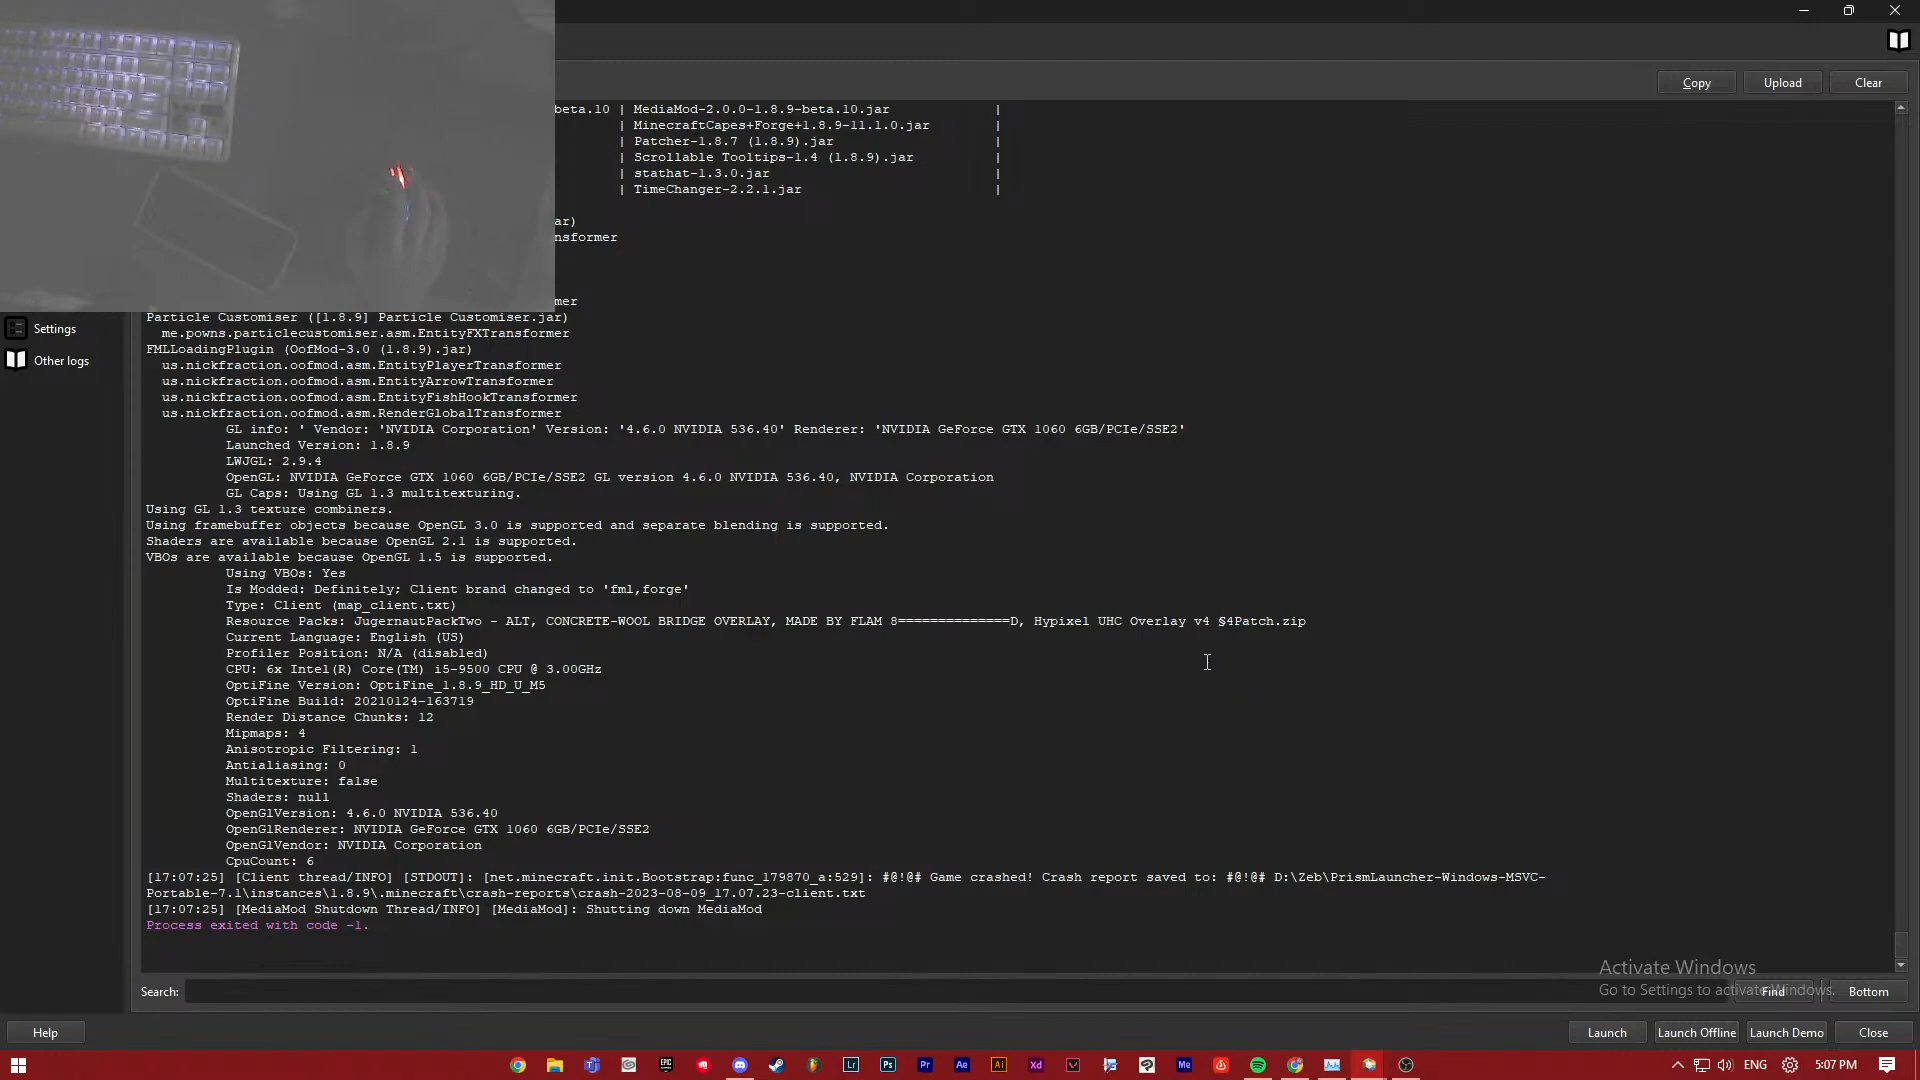 Copy
Upload
Clear
beta.10 | MediaMod-2.0.0-1.8.9-beta.10.jar |
| MinecraftCapes+Forge+1.8.9-11.1.0.jar |
| Patcher-1.8.7 (1.8.9).jar |
| Scrollable Tooltips-1.4 (1.8.9).jar |
| stathat-1.3.0.jar |
| TimeChanger-2.2.1.jar |
ar)
nsformer
mer
Settings
Other logs
Particle Customiser ([1.8.9] Particle Customiser.jar)
me.powns.particlecustomiser.asm.EntityFXTransformer
FMLLoadingPlugin (OofMod-3.0 (1.8.9).jar)
us.nickfraction.oofmod.asm.EntityPlayerTransformer
us.nickfraction.oofmod.asm.EntityArrowTransformer
us.nickfraction.oofmod.asm.EntityFishHookTransformer
us.nickfraction.oofmod.asm.RenderGlobalTransformer
GL info: ' Vendor: 'NVIDIA Corporation' Version: '4.6.0 NVIDIA 536.40' Renderer: 'NVIDIA GeForce GTX 1060 6GB/PCIe/SSE2'
Launched Version: 1.8.9
LWJGL: 2.9.4
OpenGL: NVIDIA GeForce GTX 1060 6GB/PCIe/SSE2 GL version 4.6.0 NVIDIA 536.40, NVIDIA Corporation
GL Caps: Using GL 1.3 multitexturing.
Using GL 1.3 texture combiners.
Using framebuffer objects because OpenGL 3.0 is supported and separate blending is supported.
Shaders are available because OpenGL 2.1 is supported.
VBOs are available because OpenGL 1.5 is supported.
Using VBOs: Yes
Is Modded: Definitely; Client brand changed to 'fml,forge'
Type: Client (map_client.txt)
Resource Packs: JugernautPackTwo - ALT, CONCRETE-WOOL BRIDGE OVERLAY, MADE BY FLAM 8==============D, Hypixel UHC Overlay v4 §4Patch.zip
Current Language: English (US)
Profiler Position: N/A (disabled)
CPU: 6x Intel(R) Core(TM) i5-9500 CPU @ 3.00GHz
OptiFine Version: OptiFine_1.8.9_HD_U_M5
OptiFine Build: 20210124-163719
Render Distance Chunks: 12
Mipmaps: 4
Anisotropic Filtering: 1
Antialiasing: 0
Multitexture: false
Shaders: null
OpenGlVersion: 4.6.0 NVIDIA 536.40
OpenGlRenderer: NVIDIA GeForce GTX 1060 6GB/PCIe/SSE2
OpenGlVendor: NVIDIA Corporation
CpuCount: 6
[17:07:25] [Client thread/INFO] [STDOUT]: [net.minecraft.init.Bootstrap:func_179870_a:529]: #@!@# Game crashed! Crash report saved to: #@!@# D:\Zeb\PrismLauncher-Windows-MSVC-
Portable-7.1\instances\1.8.9\.minecraft\crash-reports\crash-2023-08-09_17.07.23-client.txt
[17:07:25] [MediaMod Shutdown Thread/INFO] [MediaMod]: Shutting down MediaMod
Process exited with code -1.
Activate Windows
Go to Settings to activate Windows.
Search:
Find
Bottom
Help
Launch
Launch Offline
Launch Demo
Close
EPIC
Lr
Ps
Pr
Ae
Ai
Xd
Me
ENG
5:07 PM